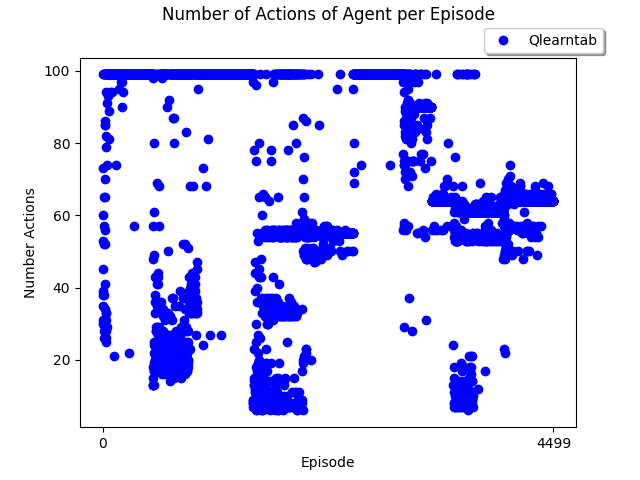 Number of Actions of Agent per Episode
Qlearntab
100
80
60
40
20
Number Actions
0
4499
Episode